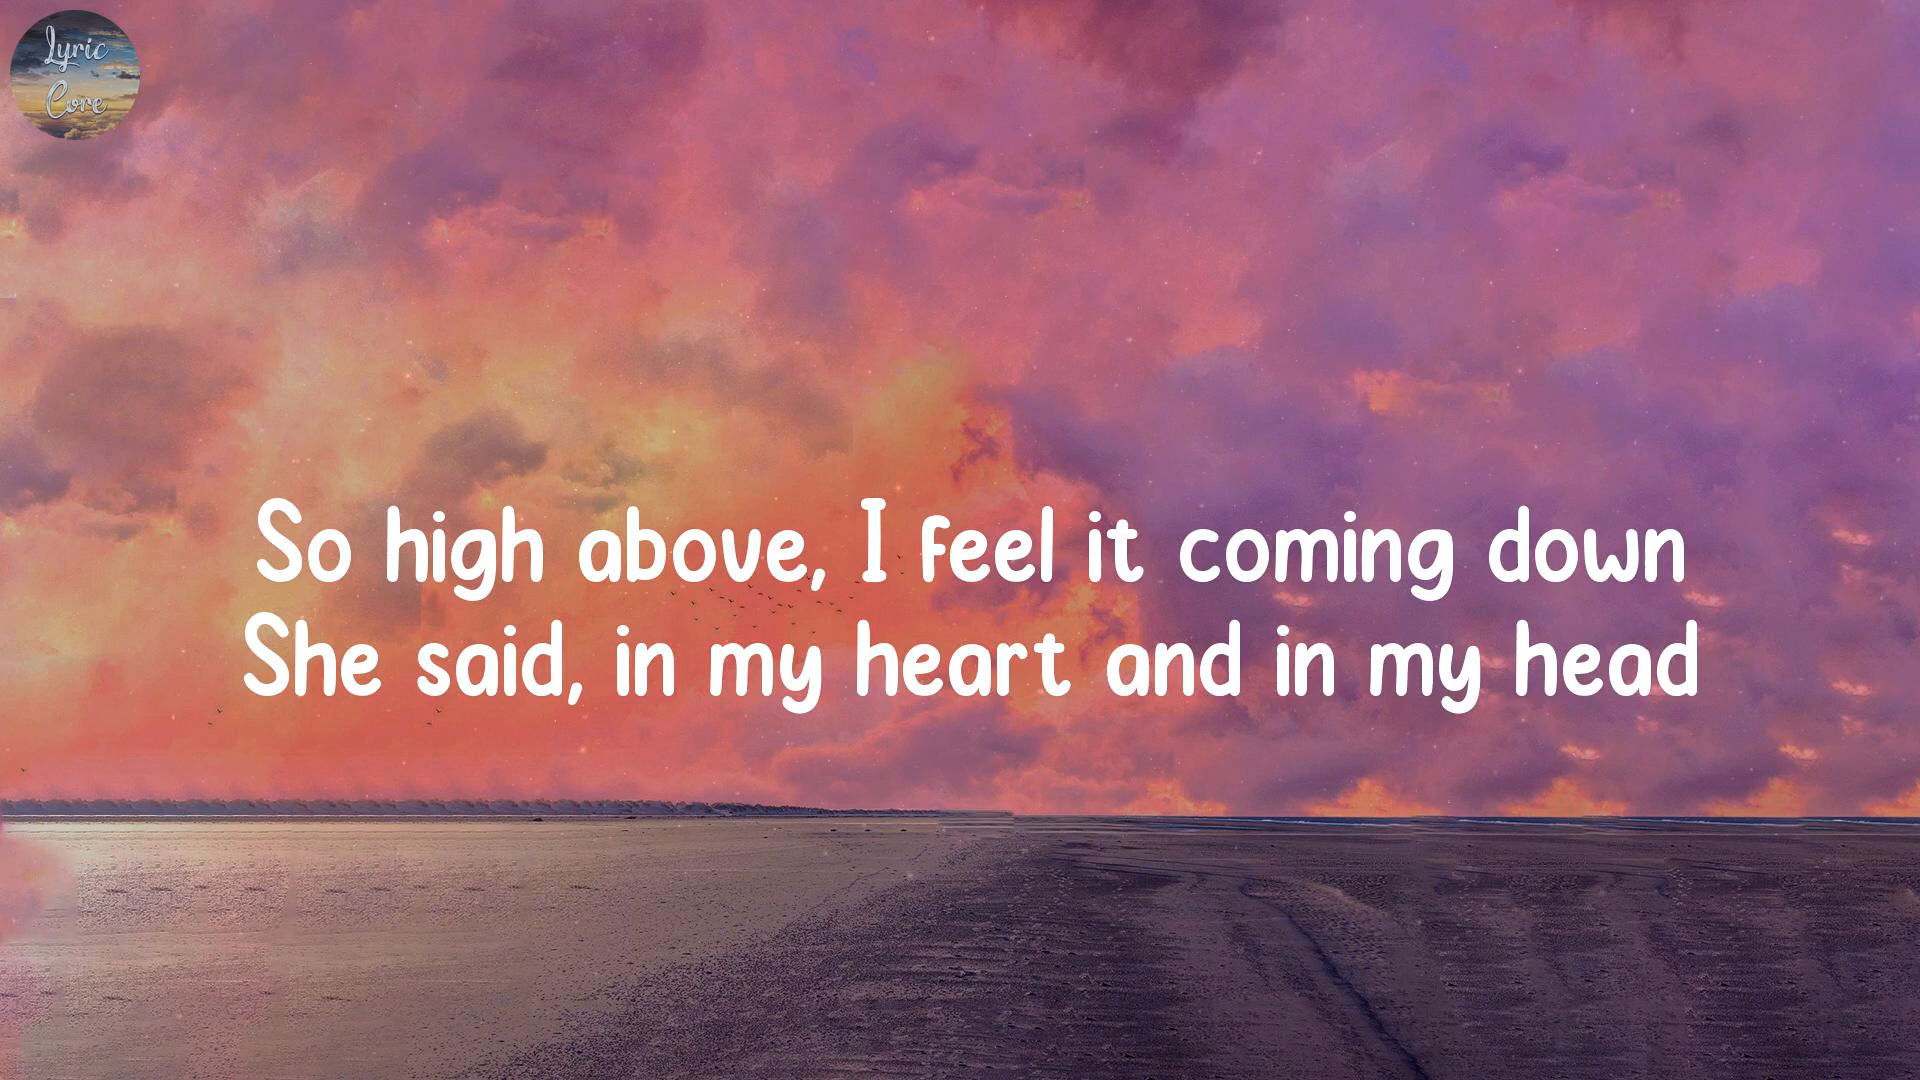 Lyric
Core
So high above, I feel it coming down
She said, in my heart and in my head